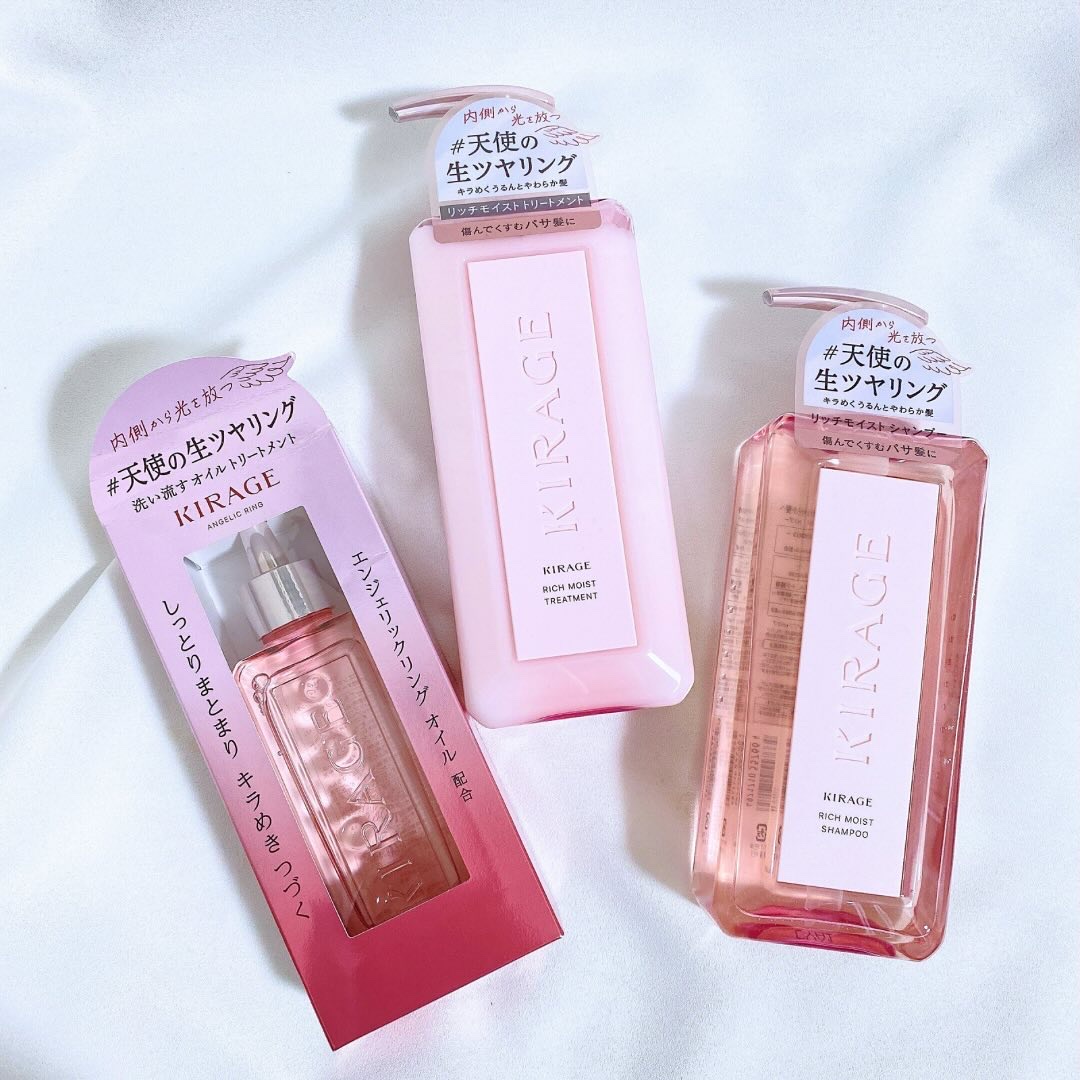 内側から光を放つ
#天使の生ツヤリング
洗い流すオイルトリートメント
KIRAGE
ANGELIC RING
しっとりまとまり キラめき つづく
エンジェリックリング オイル 配合
KIRAGE
内側から
光を放つ
#天使の
生ツヤリング
キラめくうるんとやわらか髪
リッチモイスト トリートメント
傷んでくすむパサ髪に
KIRAGE
KIRAGE
RICH MOIST
TREATMENT
内側から
光を放つ
#天使の
生ツヤリング
キラめくうるんとやわらか髪
リッチモイスト シャンプー
傷んでくすむパサ髪に
KIRAGE
KIRAGE
RICH MOIST
SHAMPOO